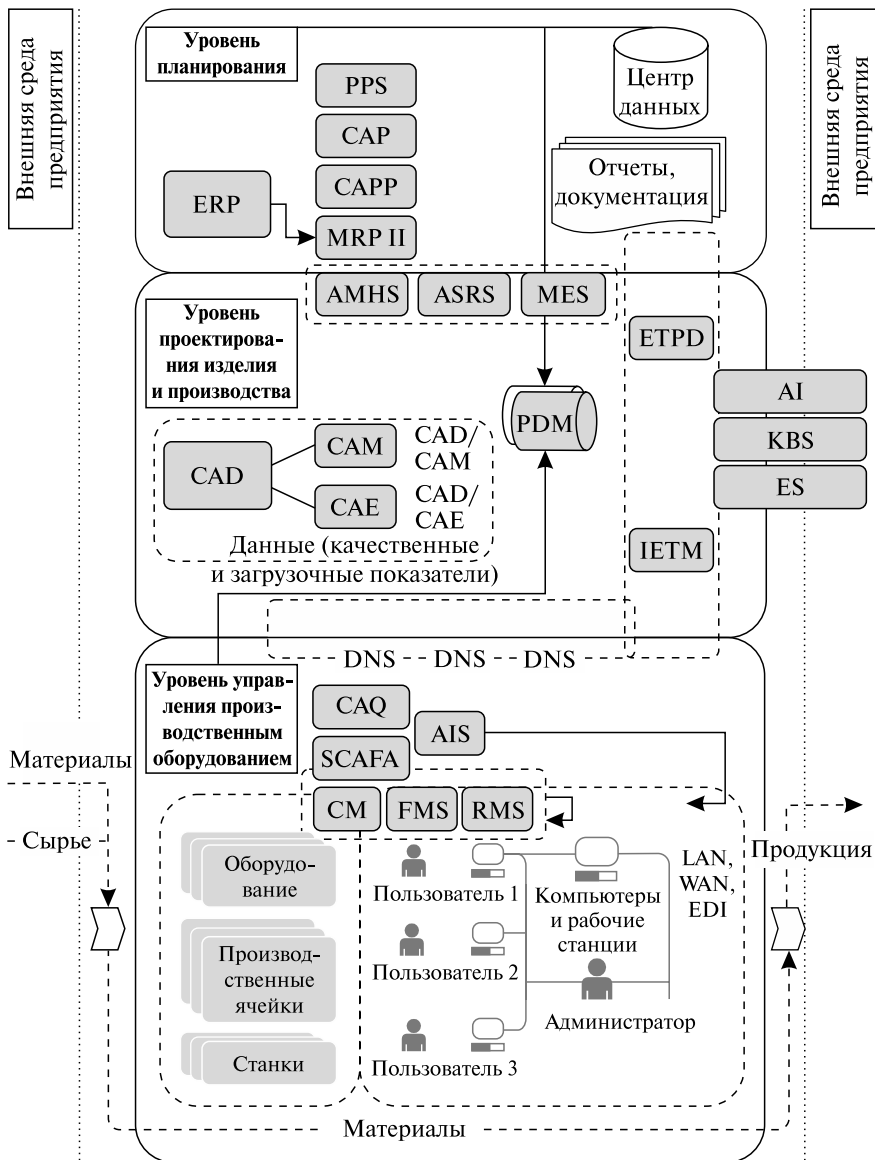 Внешняя среда
предприятия
Уровень
планирования
PPS
CAP
CAPP
ERP
MRP II
Центр
данных
Отчеты,
документация
Внешняя среда
предприятия
AMHS
ASRS
MES
Уровень
проектирова-
ния изделия
и производства
ETPD
AI
KBS
ES
PDM
CAD
CAM
CAD/
CAM
CAE
CAD/
CAE
Данные (качественные
и загрузочные показатели)
IETM
DNS
DNS
DNS
Уровень управ-
ления произ-
водственным
оборудованием
CAQ
AIS
SCAFA
CM
FMS
RMS
Материалы
Сырье
Оборудо-
вание
Производ-
ственные
ячейки
Станки
Пользователь 1
Пользователь 2
Пользователь 3
Компьютеры
и рабочие
станции
Администратор
LAN,
WAN,
EDI
Продукция
Материалы